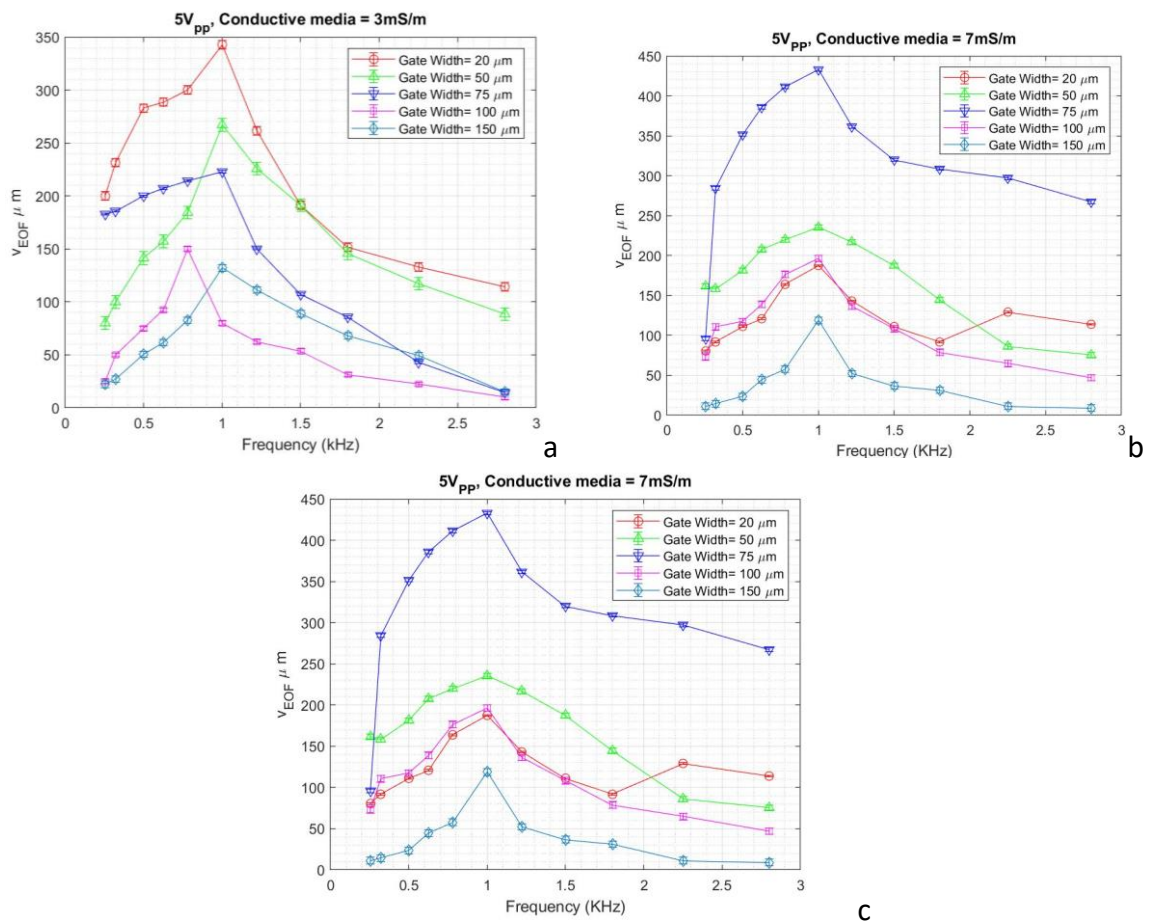 5V_PP, Conductive media = 3mS/m
350
300
250
200
150
100
50
0
v_EOF μ m
Gate Width= 20 μm
Gate Width= 50 μm
Gate Width= 75 μm
Gate Width= 100 μm
Gate Width= 150 μm
0 0.5 1 1.5 2 2.5 3
Frequency (kHz)
a
5V_PP, Conductive media = 7mS/m
450
400
350
300
250
200
150
100
50
0
v_EOF μ m
Gate Width= 20 μm
Gate Width= 50 μm
Gate Width= 75 μm
Gate Width= 100 μm
Gate Width= 150 μm
0 0.5 1 1.5 2 2.5 3
Frequency (KHz)
b
5V_PP, Conductive media = 7mS/m
450
400
350
300
250
200
150
100
50
0
v_EOF μ m
Gate Width= 20 μm
Gate Width= 50 μm
Gate Width= 75 μm
Gate Width= 100 μm
Gate Width= 150 μm
0 0.5 1 1.5 2 2.5 3
Frequency (KHz)
c